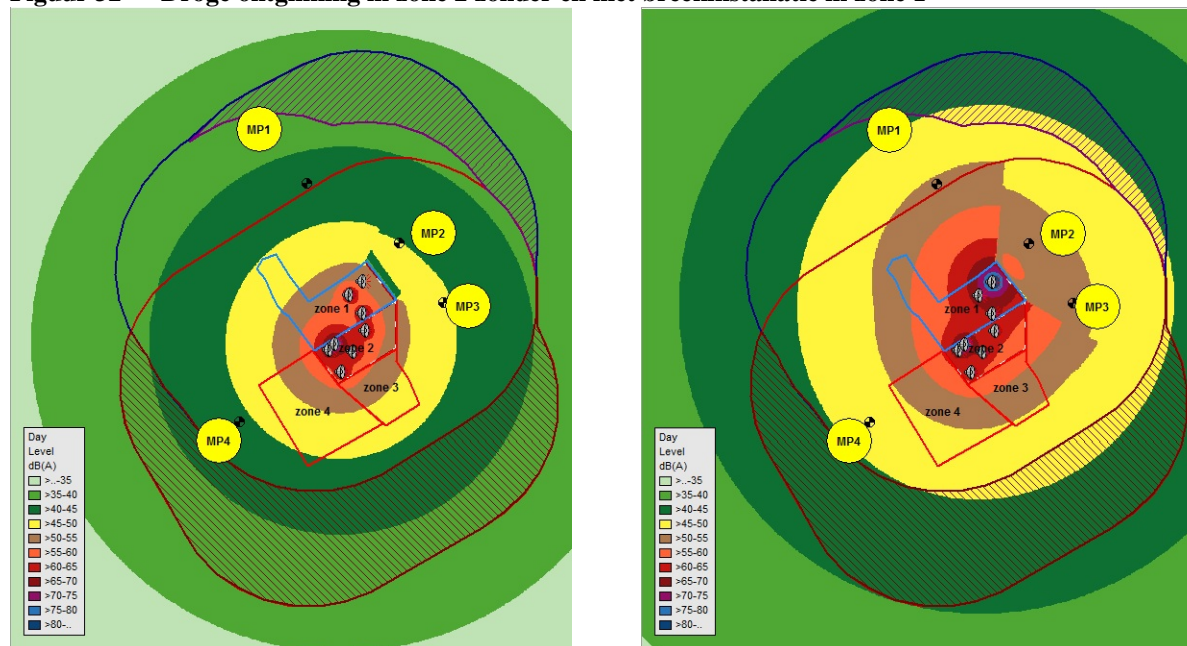 Figuur Droge ontginning in zone 2 zonder en met breekinstallatie in zone 1
MP1
MP2
MP3
zone 1
zone 2
zone 3
zone 4
MP4
Day
Level
dB(A)
>..-35
>35-40
>40-45
>45-50
>50-55
>55-60
>60-65
>65-70
>70-75
>75-80
>80-..
MP1
MP2
MP3
zone 1
zone 2
zone 3
zone 4
MP4
Day
Level
dB(A)
>..-35
>35-40
>40-45
>45-50
>50-55
>55-60
>60-65
>65-70
>70-75
>75-80
>80-..